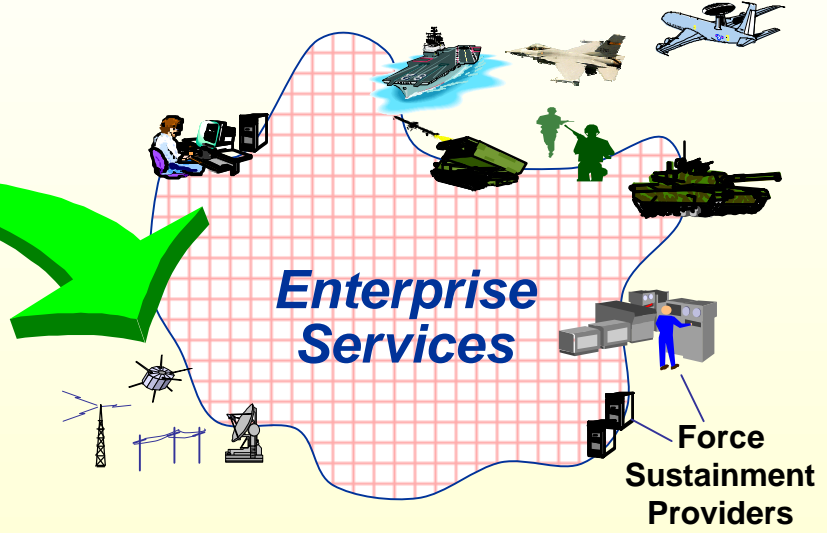 Enterprise
Services
Force
Sustainment
Providers